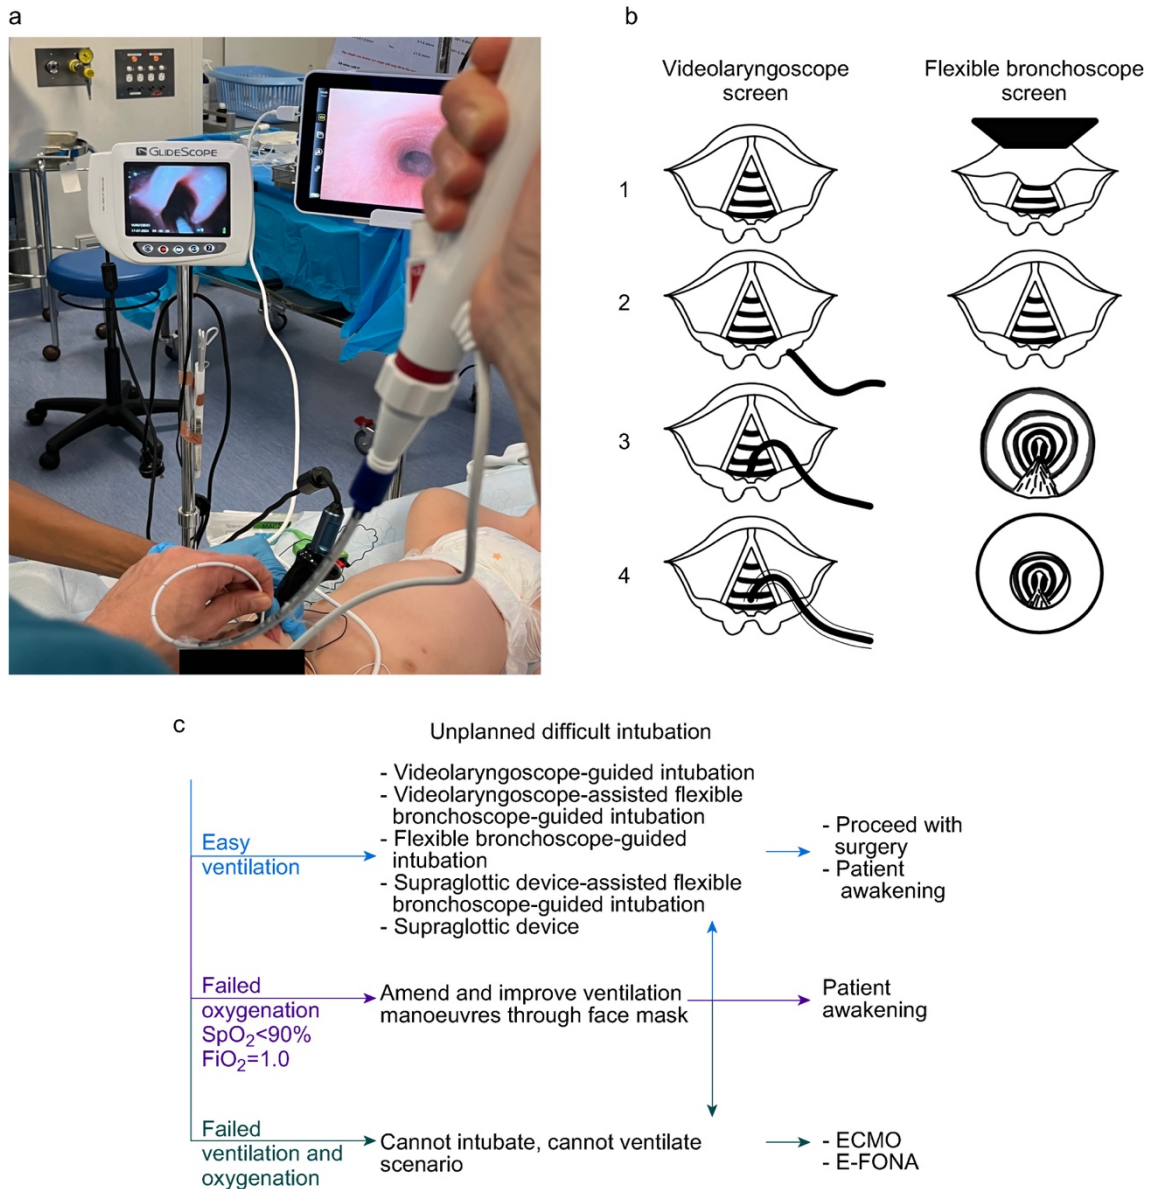 a
GLIDESCOPE
b
Videolaryngoscope
screen
Flexible bronchoscope
screen
1
2
3
4
c
Unplanned difficult intubation
Easy
ventilation
- Videolaryngoscope-guided intubation
- Videolaryngoscope-assisted flexible
bronchoscope-guided intubation
- Flexible bronchoscope-guided
intubation
- Supraglottic device-assisted flexible
bronchoscope-guided intubation
- Supraglottic device
- Proceed with
surgery
- Patient
awakening
Failed
oxygenation
SpO₂<90%
FiO₂=1.0
Amend and improve ventilation
manoeuvres through face mask
Patient
awakening
Failed
ventilation and
oxygenation
Cannot intubate, cannot ventilate
scenario
- ECMO
- E-FONA